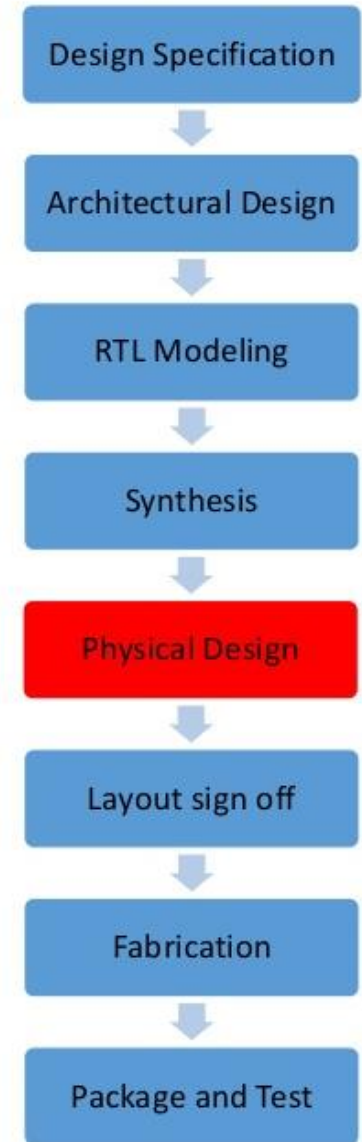 Design Specification
Architectural Design
RTL Modeling
Synthesis
Physical Design
Layout sign off
Fabrication
Package and Test